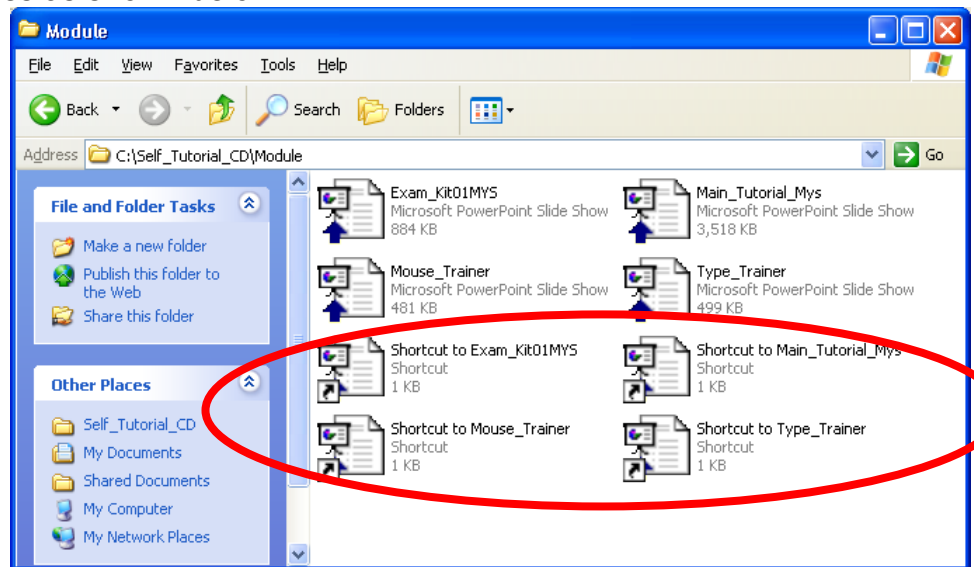 Module
File Edit View Favorites Tools Help
Back Search Folders
Address C:\Self_Tutorial_CD\Module Go
File and Folder Tasks
Make a new folder
Publish this folder to
the Web
Share this folder
Other Places
Self_Tutorial_CD
My Documents
Shared Documents
My Computer
My Network Places
Exam_Kit01MYS
Microsoft PowerPoint Slide Show
884 KB
Main_Tutorial_Mys
Microsoft PowerPoint Slide Show
3,518 KB
Mouse_Trainer
Microsoft PowerPoint Slide Show
481 KB
Type_Trainer
Microsoft PowerPoint Slide Show
499 KB
Shortcut to Exam_Kit01MYS
Shortcut
1 KB
Shortcut to Main_Tutorial_Mys
Shortcut
1 KB
Shortcut to Mouse_Trainer
Shortcut
1 KB
Shortcut to Type_Trainer
Shortcut
1 KB